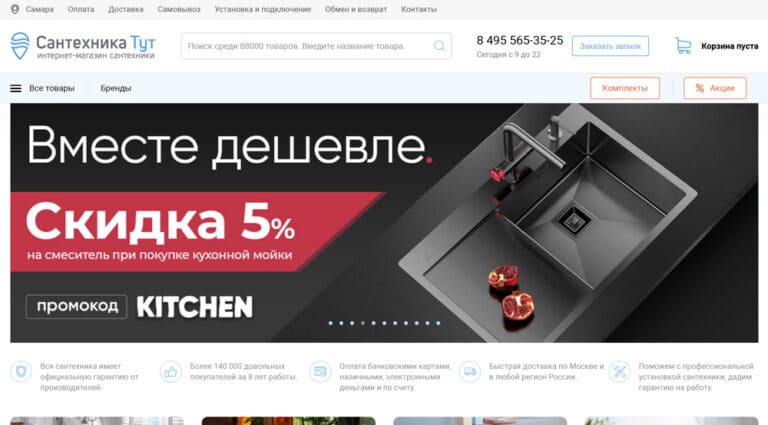 Самара Оплата Доставка Самовывоз Установка и подключение Обмен и возврат Контакты
Сантехника Тут
интернет-магазин сантехники
Поиск среди 88000 товаров. Введите название товара.
8 495 565-35-25
Сегодня с 9 до 22
Заказать звонок
Корзина пуста
Все товары Бренды Комплекты % Акции
Вместе дешевле.
Скидка 5%
на смеситель при покупке кухонной мойки
промокод KITCHEN
Вся сантехника имеет
официальную гарантию от
производителей.
Более 140 000 довольных
покупателей за 8 лет работы.
Оплата банковскими картами,
наличными, электронными
деньгами и по счету.
Быстрая доставка по Москве и
в любой регион России.
Поможем с профессиональной
установкой сантехники, дадим
гарантию на работу.